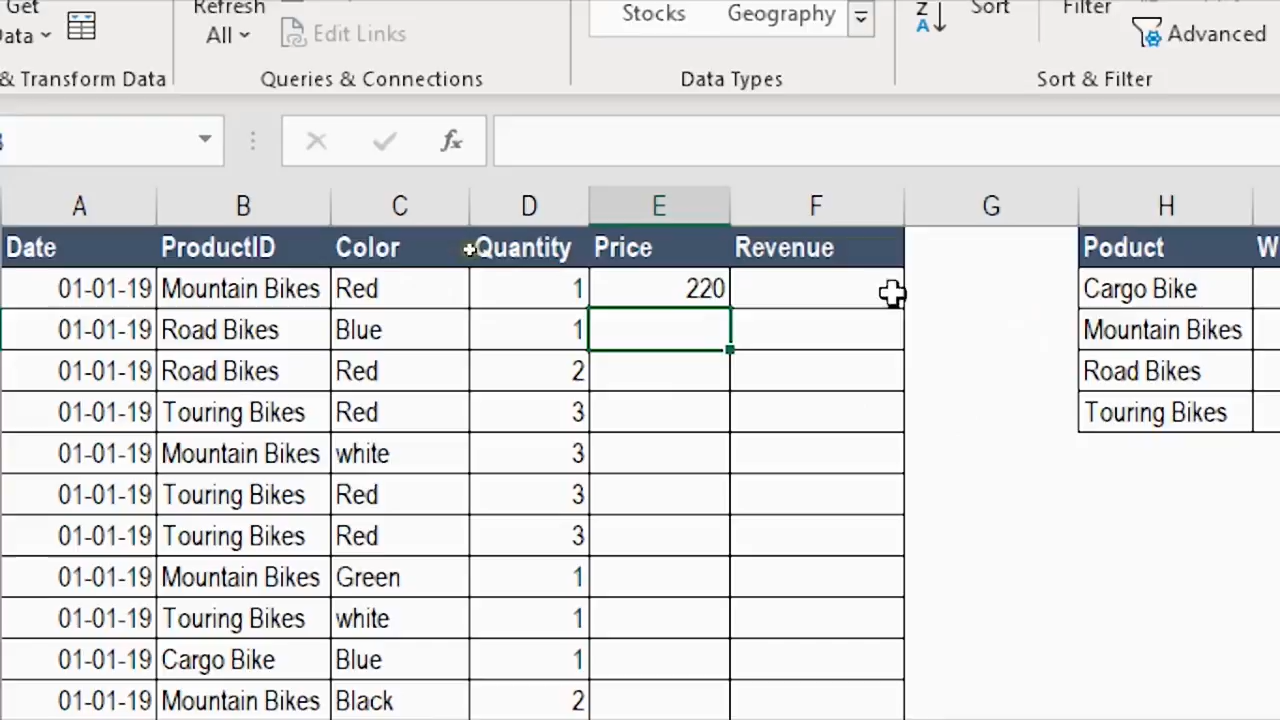 Get Refresh Stocks Geography Sort Filter
Data All Edit Links Advanced
& Transform Data Queries & Connections Data Types Sort & Filter
fx
A B C D E F G H
Date ProductID Color Quantity Price Revenue Poduct W
01-01-19 Mountain Bikes Red 1 220 Cargo Bike
01-01-19 Road Bikes Blue 1 Mountain Bikes
01-01-19 Road Bikes Red 2 Road Bikes
01-01-19 Touring Bikes Red 3 Touring Bikes
01-01-19 Mountain Bikes white 3
01-01-19 Touring Bikes Red 3
01-01-19 Touring Bikes Red 3
01-01-19 Mountain Bikes Green 1
01-01-19 Touring Bikes white 1
01-01-19 Cargo Bike Blue 1
01-01-19 Mountain Bikes Black 2